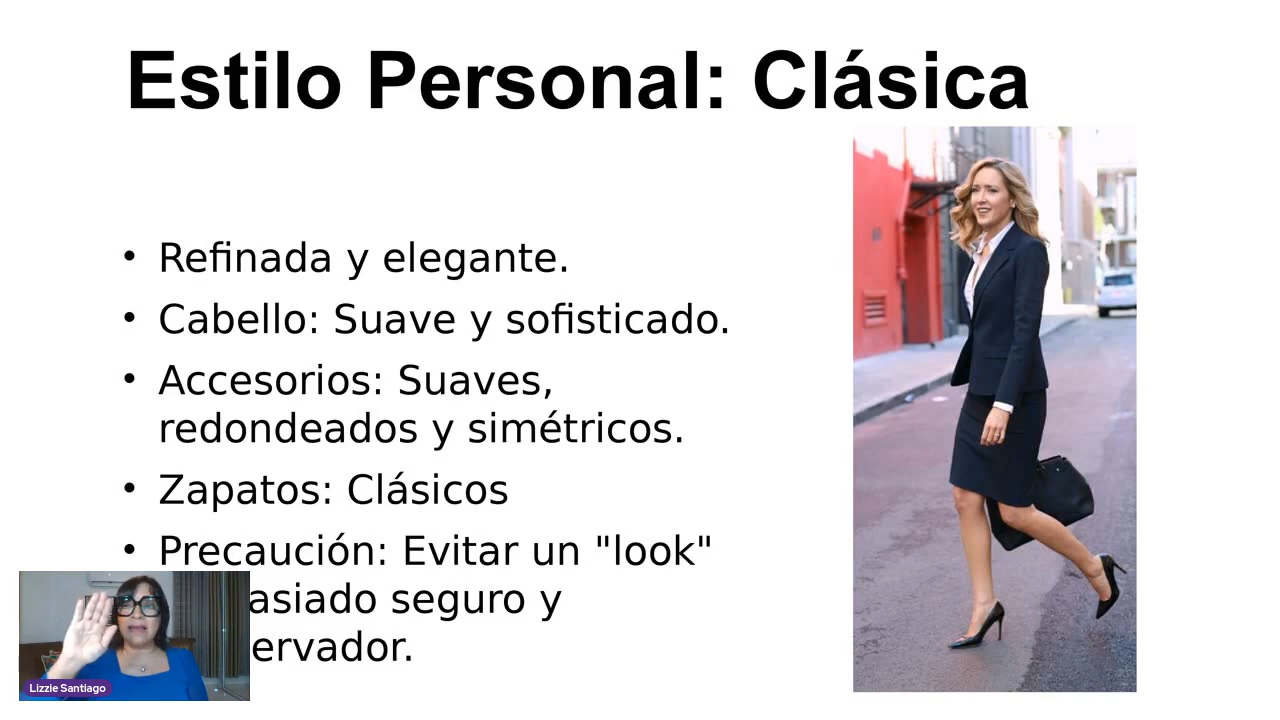 Estilo Personal: Clásica
• Refinada y elegante.
• Cabello: Suave y sofisticado.
• Accesorios: Suaves,
redondeados y simétricos.
• Zapatos: Clásicos
• Precaución: Evitar un "look"
asiado seguro y
ervador.
Lizzie Santiago